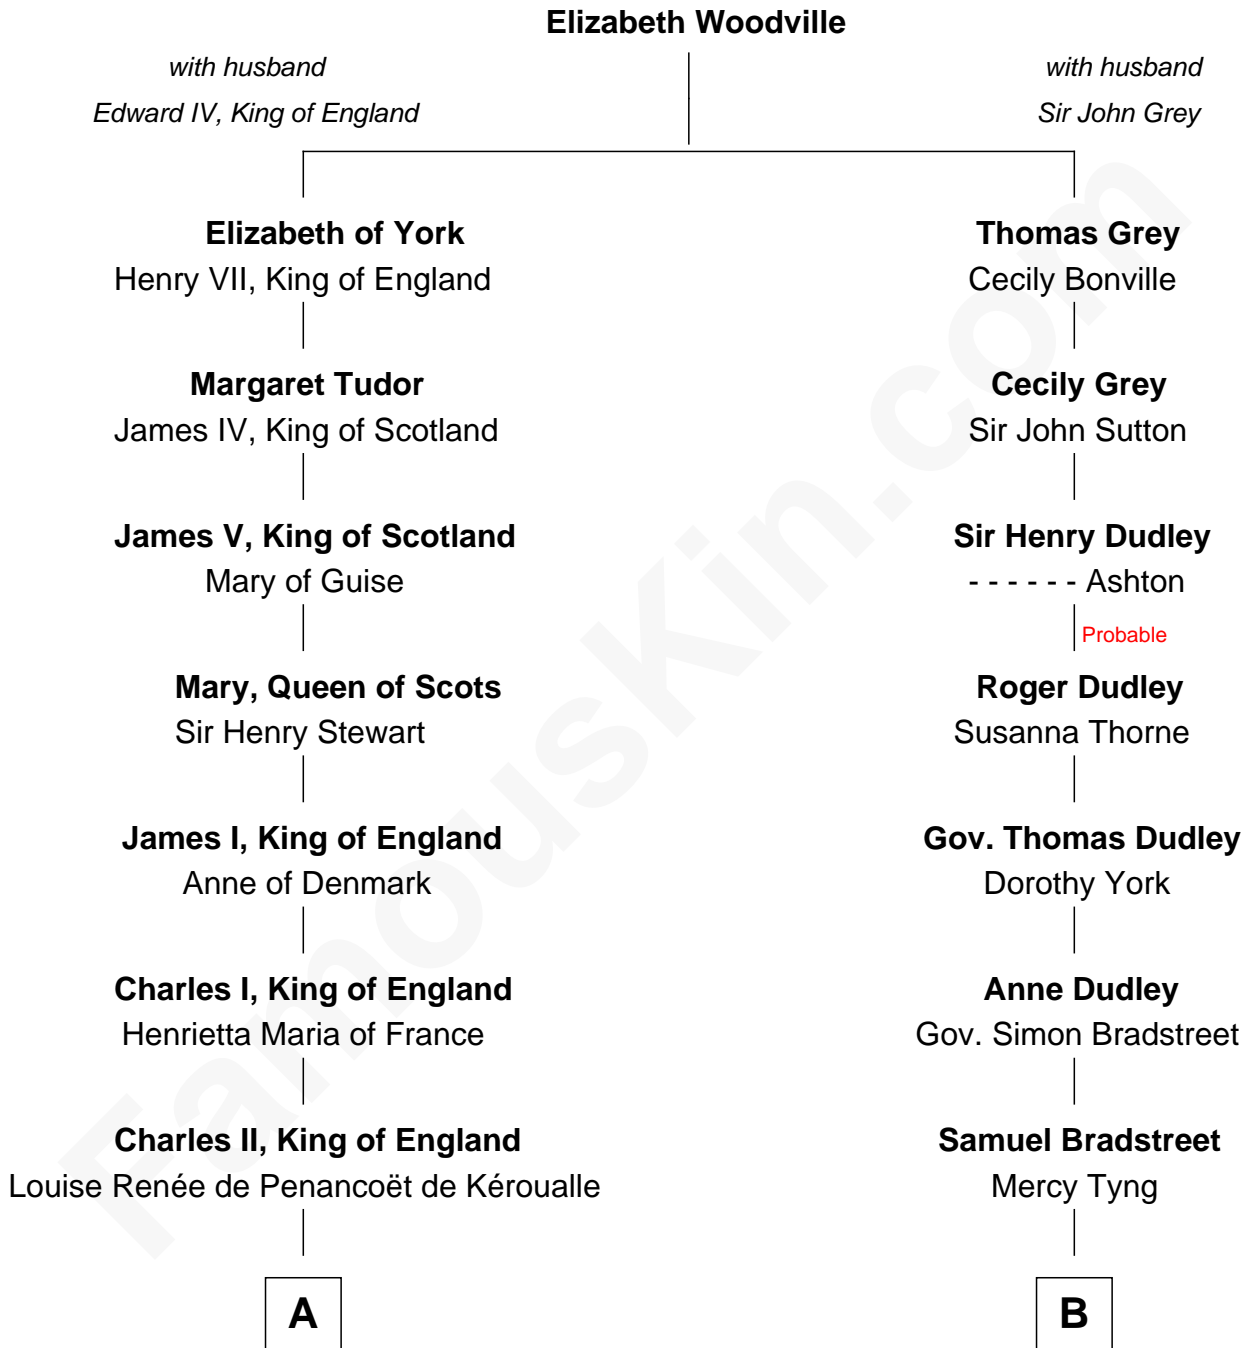 Elizabeth Woodville
with husband
Edward IV, King of England
with husband
Sir John Grey
Elizabeth of York
Henry VII, King of England
Thomas Grey
Cecily Bonville
Margaret Tudor
James IV, King of Scotland
Cecily Grey
Sir John Sutton
James V, King of Scotland
Mary of Guise
Sir Henry Dudley
- - - - - - Ashton
Probable
Mary, Queen of Scots
Sir Henry Stewart
Roger Dudley
Susanna Thorne
James I, King of England
Anne of Denmark
Gov. Thomas Dudley
Dorothy York
Charles I, King of England
Henrietta Maria of France
Anne Dudley
Gov. Simon Bradstreet
Charles II, King of England
Louise Renée de Penancoët de Kéroualle
Samuel Bradstreet
Mercy Tyng
A
B
FamousKin.com